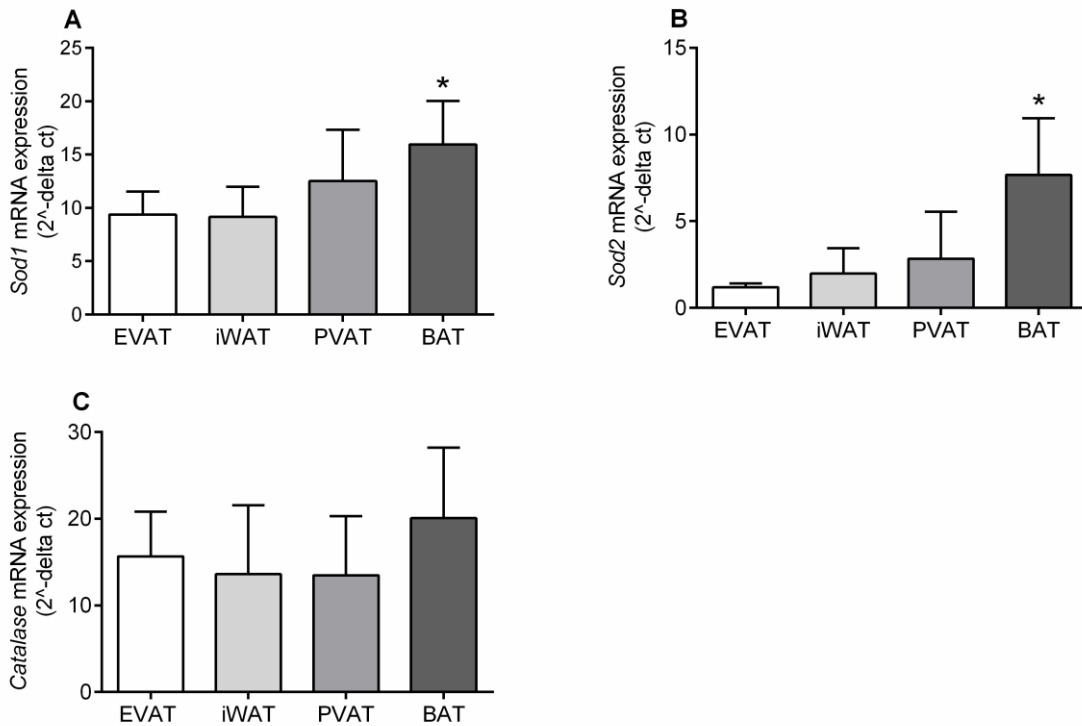 A
Sod1 mRNA expression
(2^-delta ct)
25
20
15
10
5
0
*
EVAT iWAT PVAT BAT
B
Sod2 mRNA expression
(2^-delta ct)
15
10
5
0
*
EVAT iWAT PVAT BAT
C
Catalase mRNA expression
(2^-delta ct)
30
20
10
0
EVAT iWAT PVAT BAT